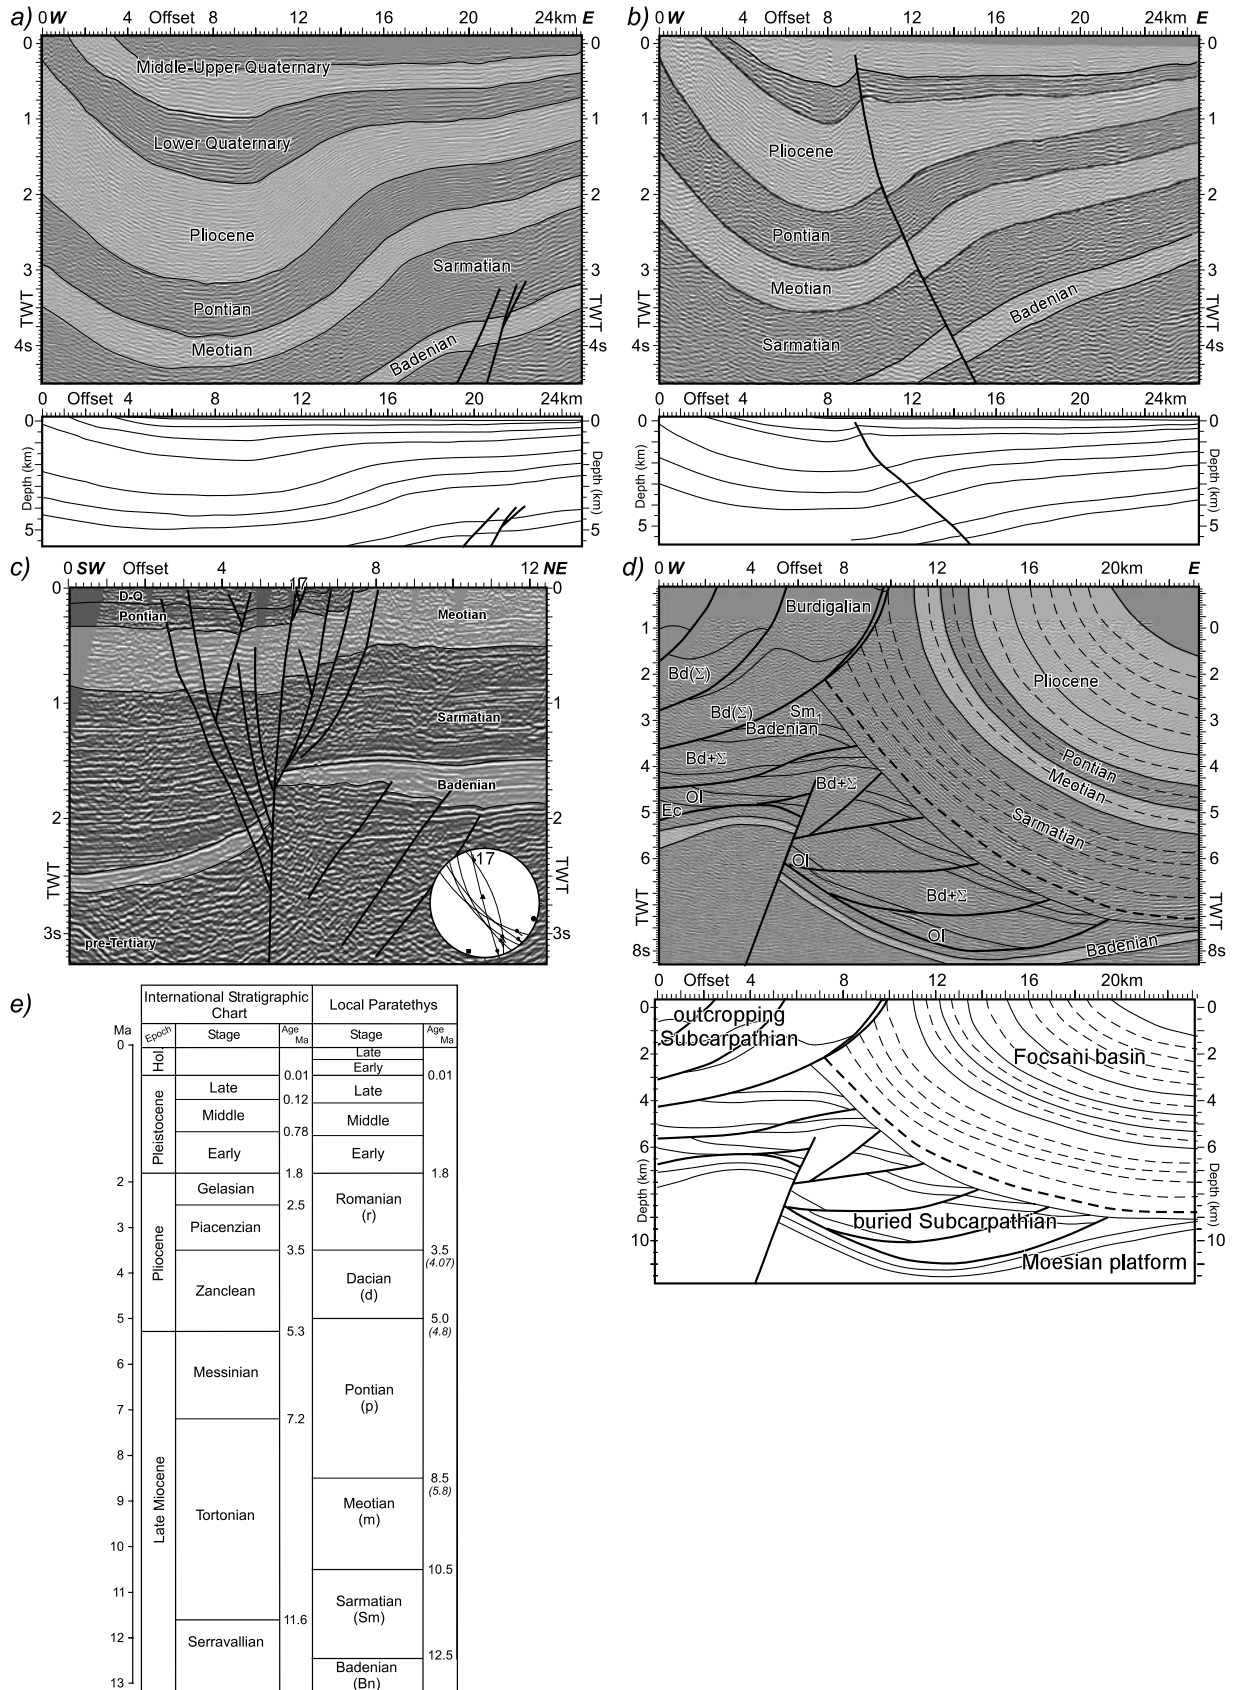 a)
0 W 4 Offset 8 12 16 20 24km E
0 1 2 3 TWT 4s
0 1 2 3 TWT 4s
Middle-Upper Quaternary
Lower Quaternary
Pliocene
Pontian
Meotian
Sarmatian
Badenian
0 4 Offset 8 12 16 20 24km
0 Depth (km) 5
0 Depth (km) 5
b)
0 W 4 Offset 8 12 16 20 24km E
0 1 2 3 TWT 4s
0 1 2 3 TWT 4s
Pliocene
Pontian
Meotian
Sarmatian
Badenian
0 4 Offset 8 12 16 20 24km
0 Depth (km) 5
0 Depth (km) 5
c)
0 SW Offset 4 8 12 NE
17
0 1 2 TWT 3s
0 1 2 TWT 3s
D-Q
Pontian
Meotian
Sarmatian
Badenian
pre-Tertiary
17
d)
0 W 4 Offset 8 12 16 20km E
1 2 3 4 5 6 7 TWT 8s
0 1 2 3 4 5 6 7 TWT 8s
Burdigalian
Bd(Σ)
Bd(Σ)
Sm1
Badenian
Bd+Σ
Bd+Σ
Ol
Ec
Ol
Bd+Σ
Ol
Pliocene
Pontian
Meotian
Sarmatian
Badenian
0 Offset 4 8 12 16 20km
0 2 4 6 8 10 Depth (km)
0 2 4 6 8 10 Depth (km)
outcropping
Subcarpathian
Focsani basin
buried Subcarpathian
Moesian platform
e)
International Stratigraphic
Chart
Local Paratethys
Ma
Epoch Stage Age Ma Stage Age Ma
0
Hol.
Late
Early
0.01 0.01
Pleistocene
Late Late
0.12
Middle Middle
0.78
Early Early
1.8 1.8
2
Pliocene
Gelasian
Romanian
(r)
2.5
3
Piacenzian
3.5 3.5
(4.07)
4
Zanclean
Dacian
(d)
5
5.0
5.3 (4.8)
6
Late Miocene
Messinian
Pontian
(p)
7
7.2
8
8.5
(5.8)
9
Tortonian
Meotian
(m)
10
10.5
11
Sarmatian
(Sm)
11.6
12
Serravallian
12.5
Badenian
(Bn)
13